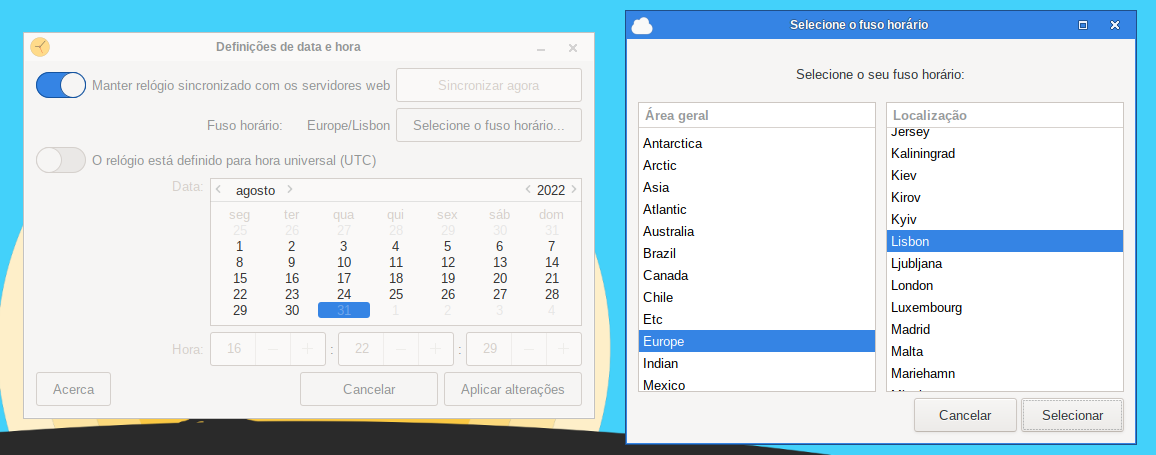 Definições de data e hora
Manter relógio sincronizado com os servidores web
Sincronizar agora
Fuso horário: Europe/Lisbon
Selecione o fuso horário...
O relógio está definido para hora universal (UTC)
Data:
agosto 2022
seg ter qua qui sex sáb dom
25 26 27 28 29 30 31
1 2 3 4 5 6 7
8 9 10 11 12 13 14
15 16 17 18 19 20 21
22 23 24 25 26 27 28
29 30 31 1 2 3 4
Hora: 16 − + : 22 − + : 29 − +
Acerca
Cancelar
Aplicar alterações
Selecione o fuso horário
Selecione o seu fuso horário:
Área geral
Antarctica
Arctic
Asia
Atlantic
Australia
Brazil
Canada
Chile
Etc
Europe
Indian
Mexico
Localização
Jersey
Kaliningrad
Kiev
Kirov
Kyiv
Lisbon
Ljubljana
London
Luxembourg
Madrid
Malta
Mariehamn
Cancelar
Selecionar